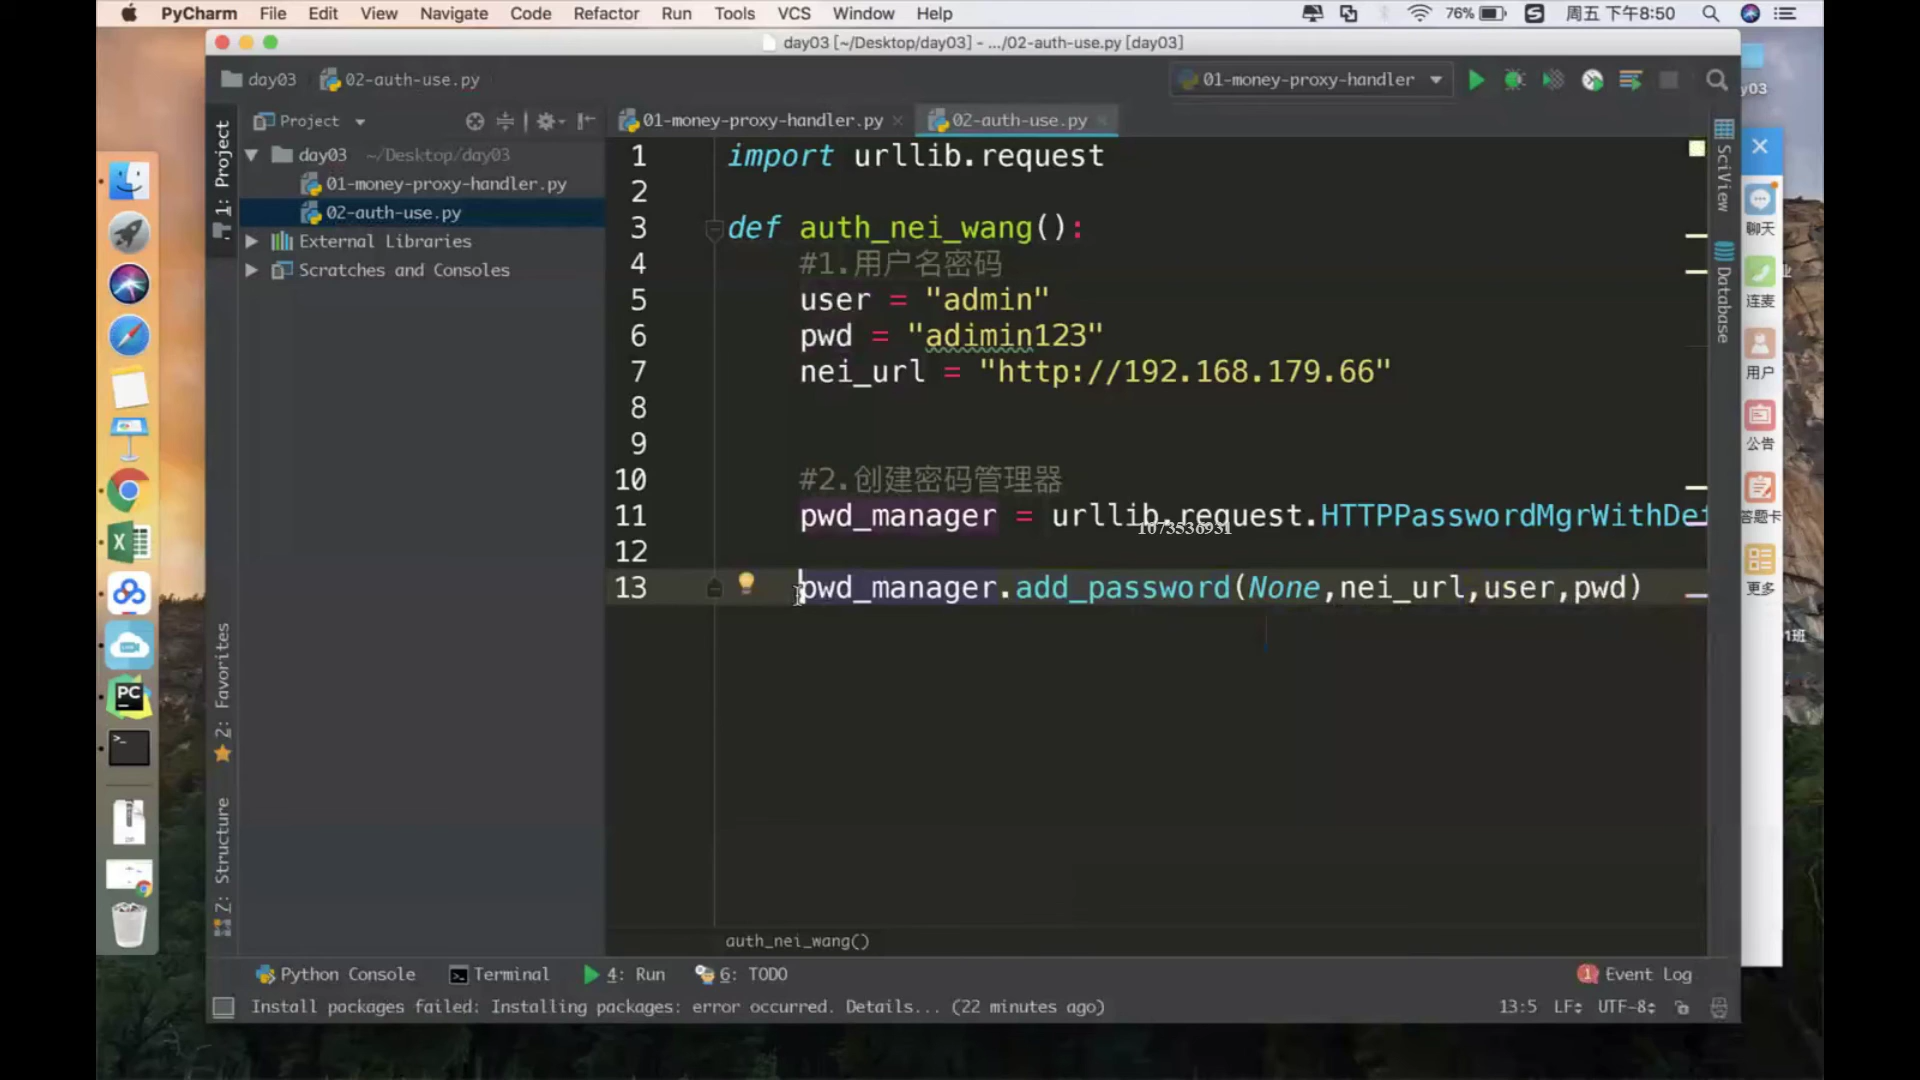 PyCharm File Edit View Navigate Code Refactor Run Tools VCS Window Help 76% 周五 下午8:50
day03 [~/Desktop/day03] - .../02-auth-use.py [day03]
day03 02-auth-use.py 01-money-proxy-handler
y03
Project 01-money-proxy-handler.py 02-auth-use.py
1: Project
day03 ~/Desktop/day03
01-money-proxy-handler.py
02-auth-use.py
External Libraries
Scratches and Consoles
2: Favorites
Z: Structure
1 import urllib.request
2
3 def auth_nei_wang():
4 #1.用户名密码
5 user = "admin"
6 pwd = "adimin123"
7 nei_url = "http://192.168.179.66"
8
9
10 #2.创建密码管理器
11 pwd_manager = urllib.request.HTTPPasswordMgrWithDef
1073536931
12
13 pwd_manager.add_password(None,nei_url,user,pwd)
auth_nei_wang()
SciView
Database
聊天
连麦
用户
公告
答题卡
更多
1班
PC
Python Console Terminal 4: Run 6: TODO 1 Event Log
Install packages failed: Installing packages: error occurred. Details... (22 minutes ago) 13:5 LF UTF-8